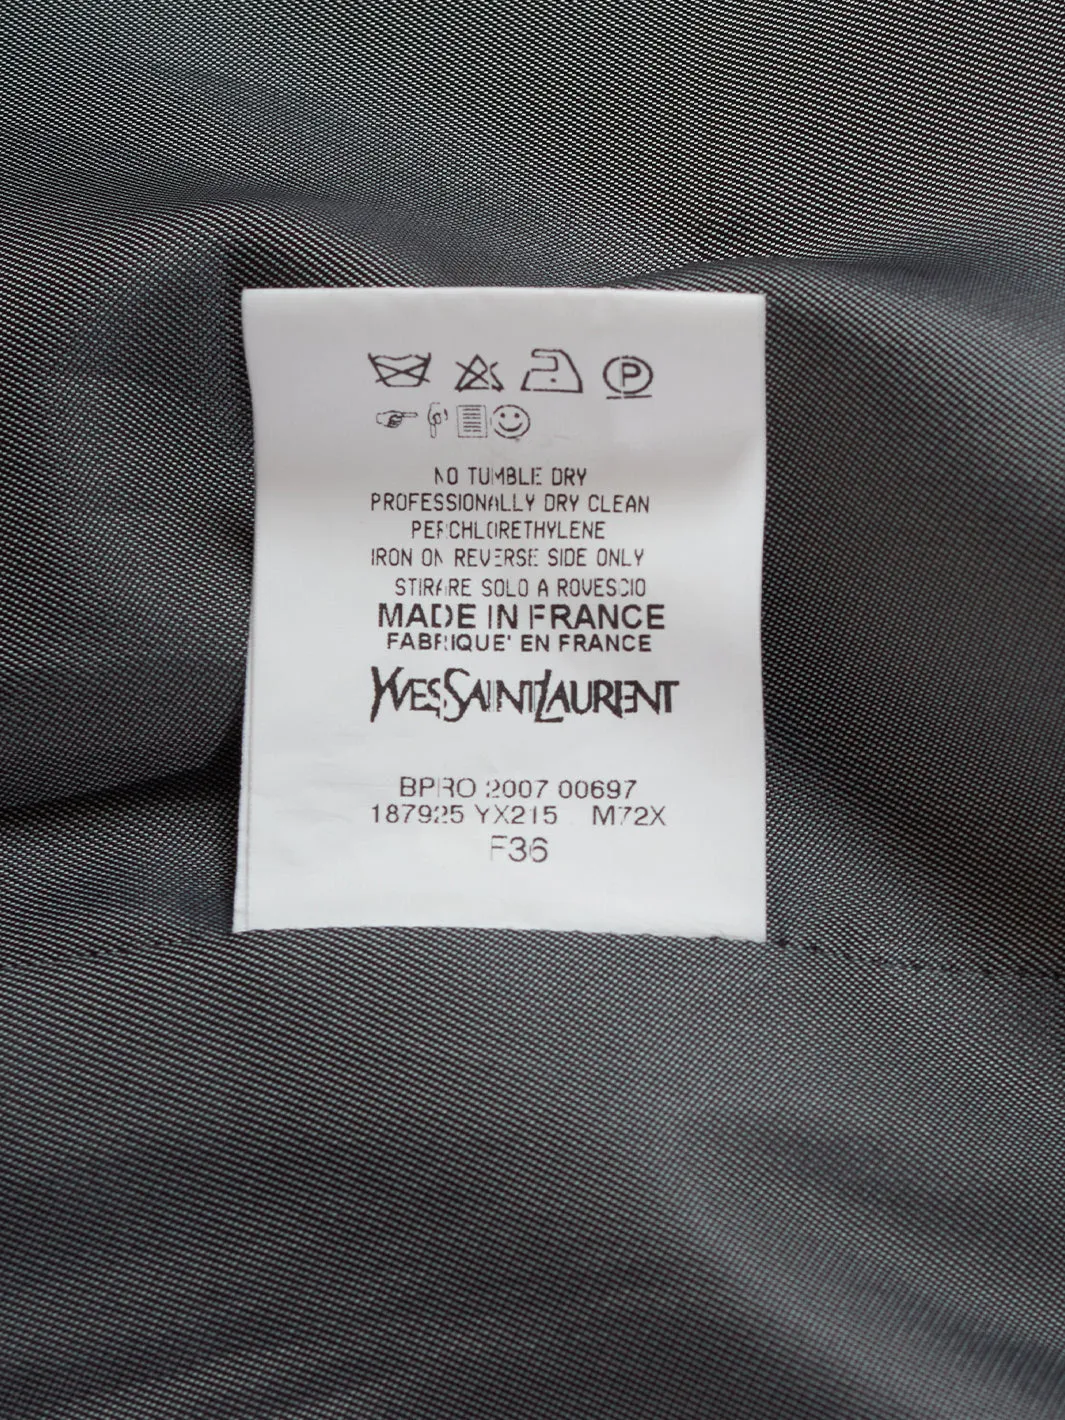 P
NO TUMBLE DRY
PROFESSIONALLY DRY CLEAN
PERCHLORETHYLENE
IRON ON REVERSE SIDE ONLY
STIRARE SOLO A ROVESCIO
MADE IN FRANCE
FABRIQUE' EN FRANCE
YVESSAINTLAURENT
BPRO 2007 00697
187925 YX215 M72X
F36